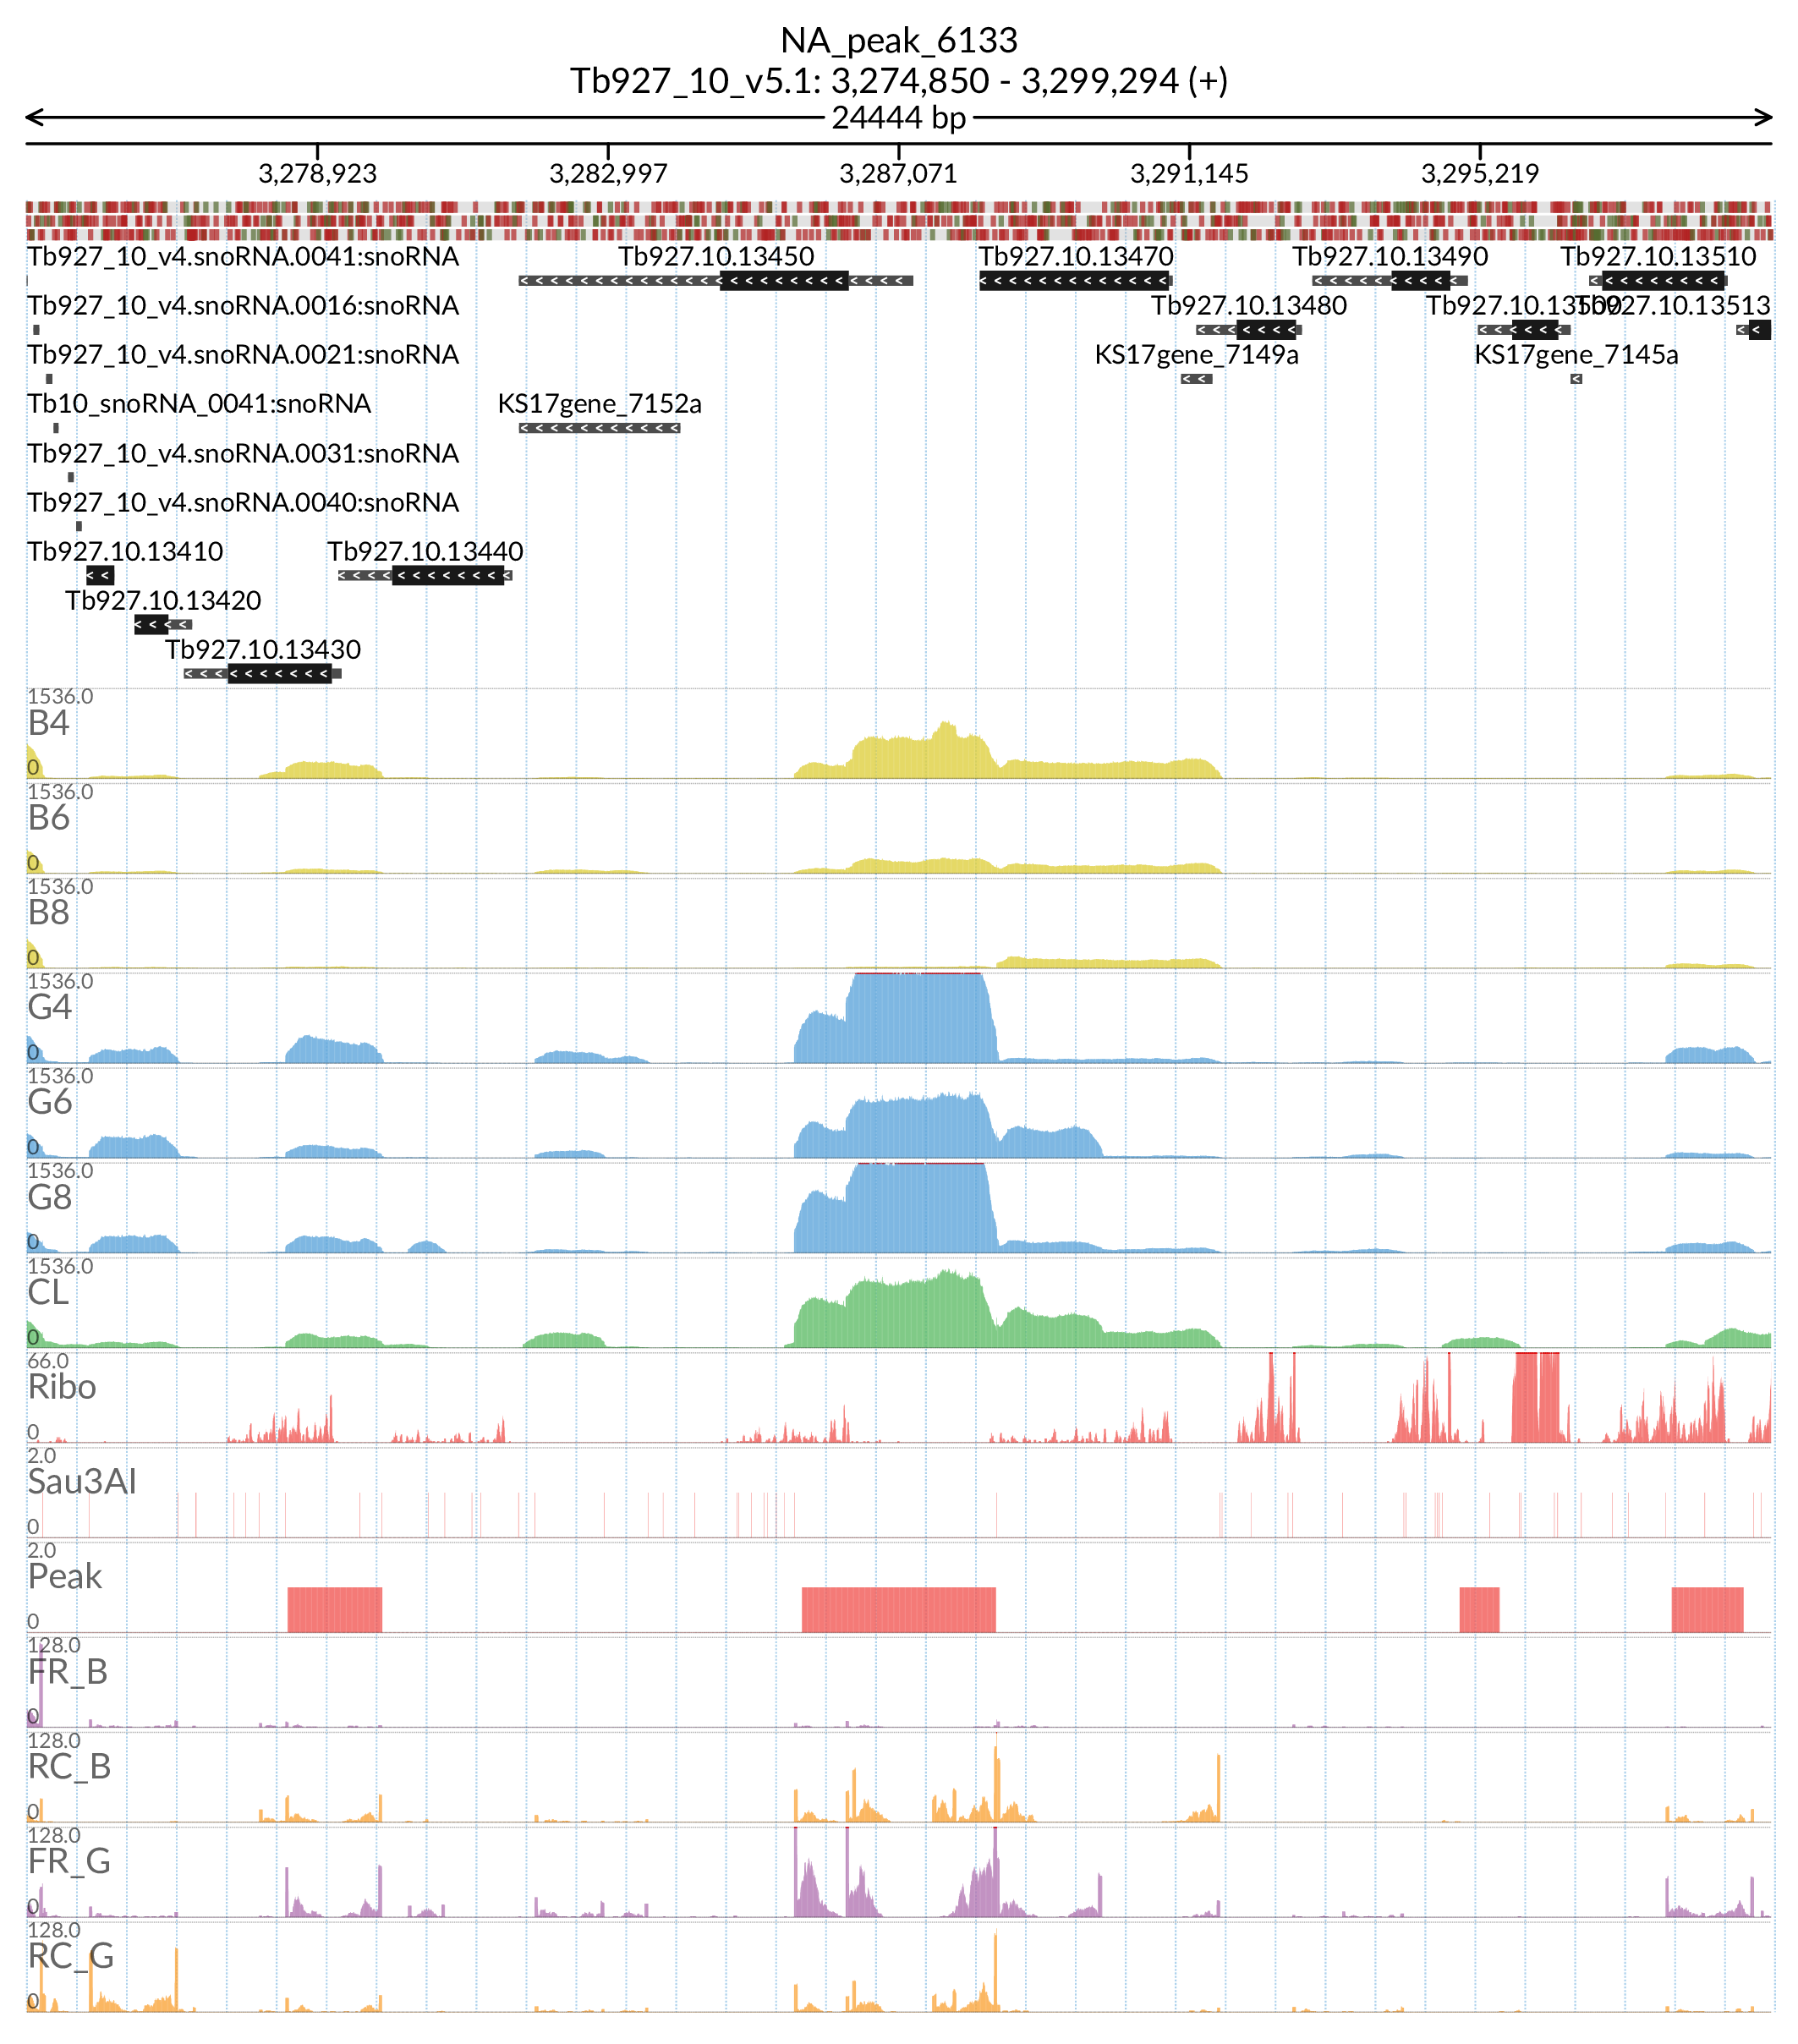 NA_peak_6133
Tb927_10_v5.1: 3,274,850 - 3,299,294 (+)
24444 bp
3,278,923 3,282,997 3,287,071 3,291,145 3,295,219
Tb927_10_v4.snoRNA.0041:snoRNA Tb927.10.13450 Tb927.10.13470 Tb927.10.13490 Tb927.10.13510
Tb927_10_v4.snoRNA.0016:snoRNA Tb927.10.13480 Tb927.10.13500 Tb927.10.13513
Tb927_10_v4.snoRNA.0021:snoRNA KS17gene_7149a KS17gene_7145a
Tb10_snoRNA_0041:snoRNA KS17gene_7152a
Tb927_10_v4.snoRNA.0031:snoRNA
Tb927_10_v4.snoRNA.0040:snoRNA
Tb927.10.13410 Tb927.10.13440
Tb927.10.13420
Tb927.10.13430
1536.0
B4
0
1536.0
B6
0
1536.0
B8
0
1536.0
G4
0
1536.0
G6
0
1536.0
G8
0
1536.0
CL
0
66.0
Ribo
0
2.0
Sau3AI
0
2.0
Peak
0
128.0
FR_B
0
128.0
RC_B
0
128.0
FR_G
0
128.0
RC_G
0